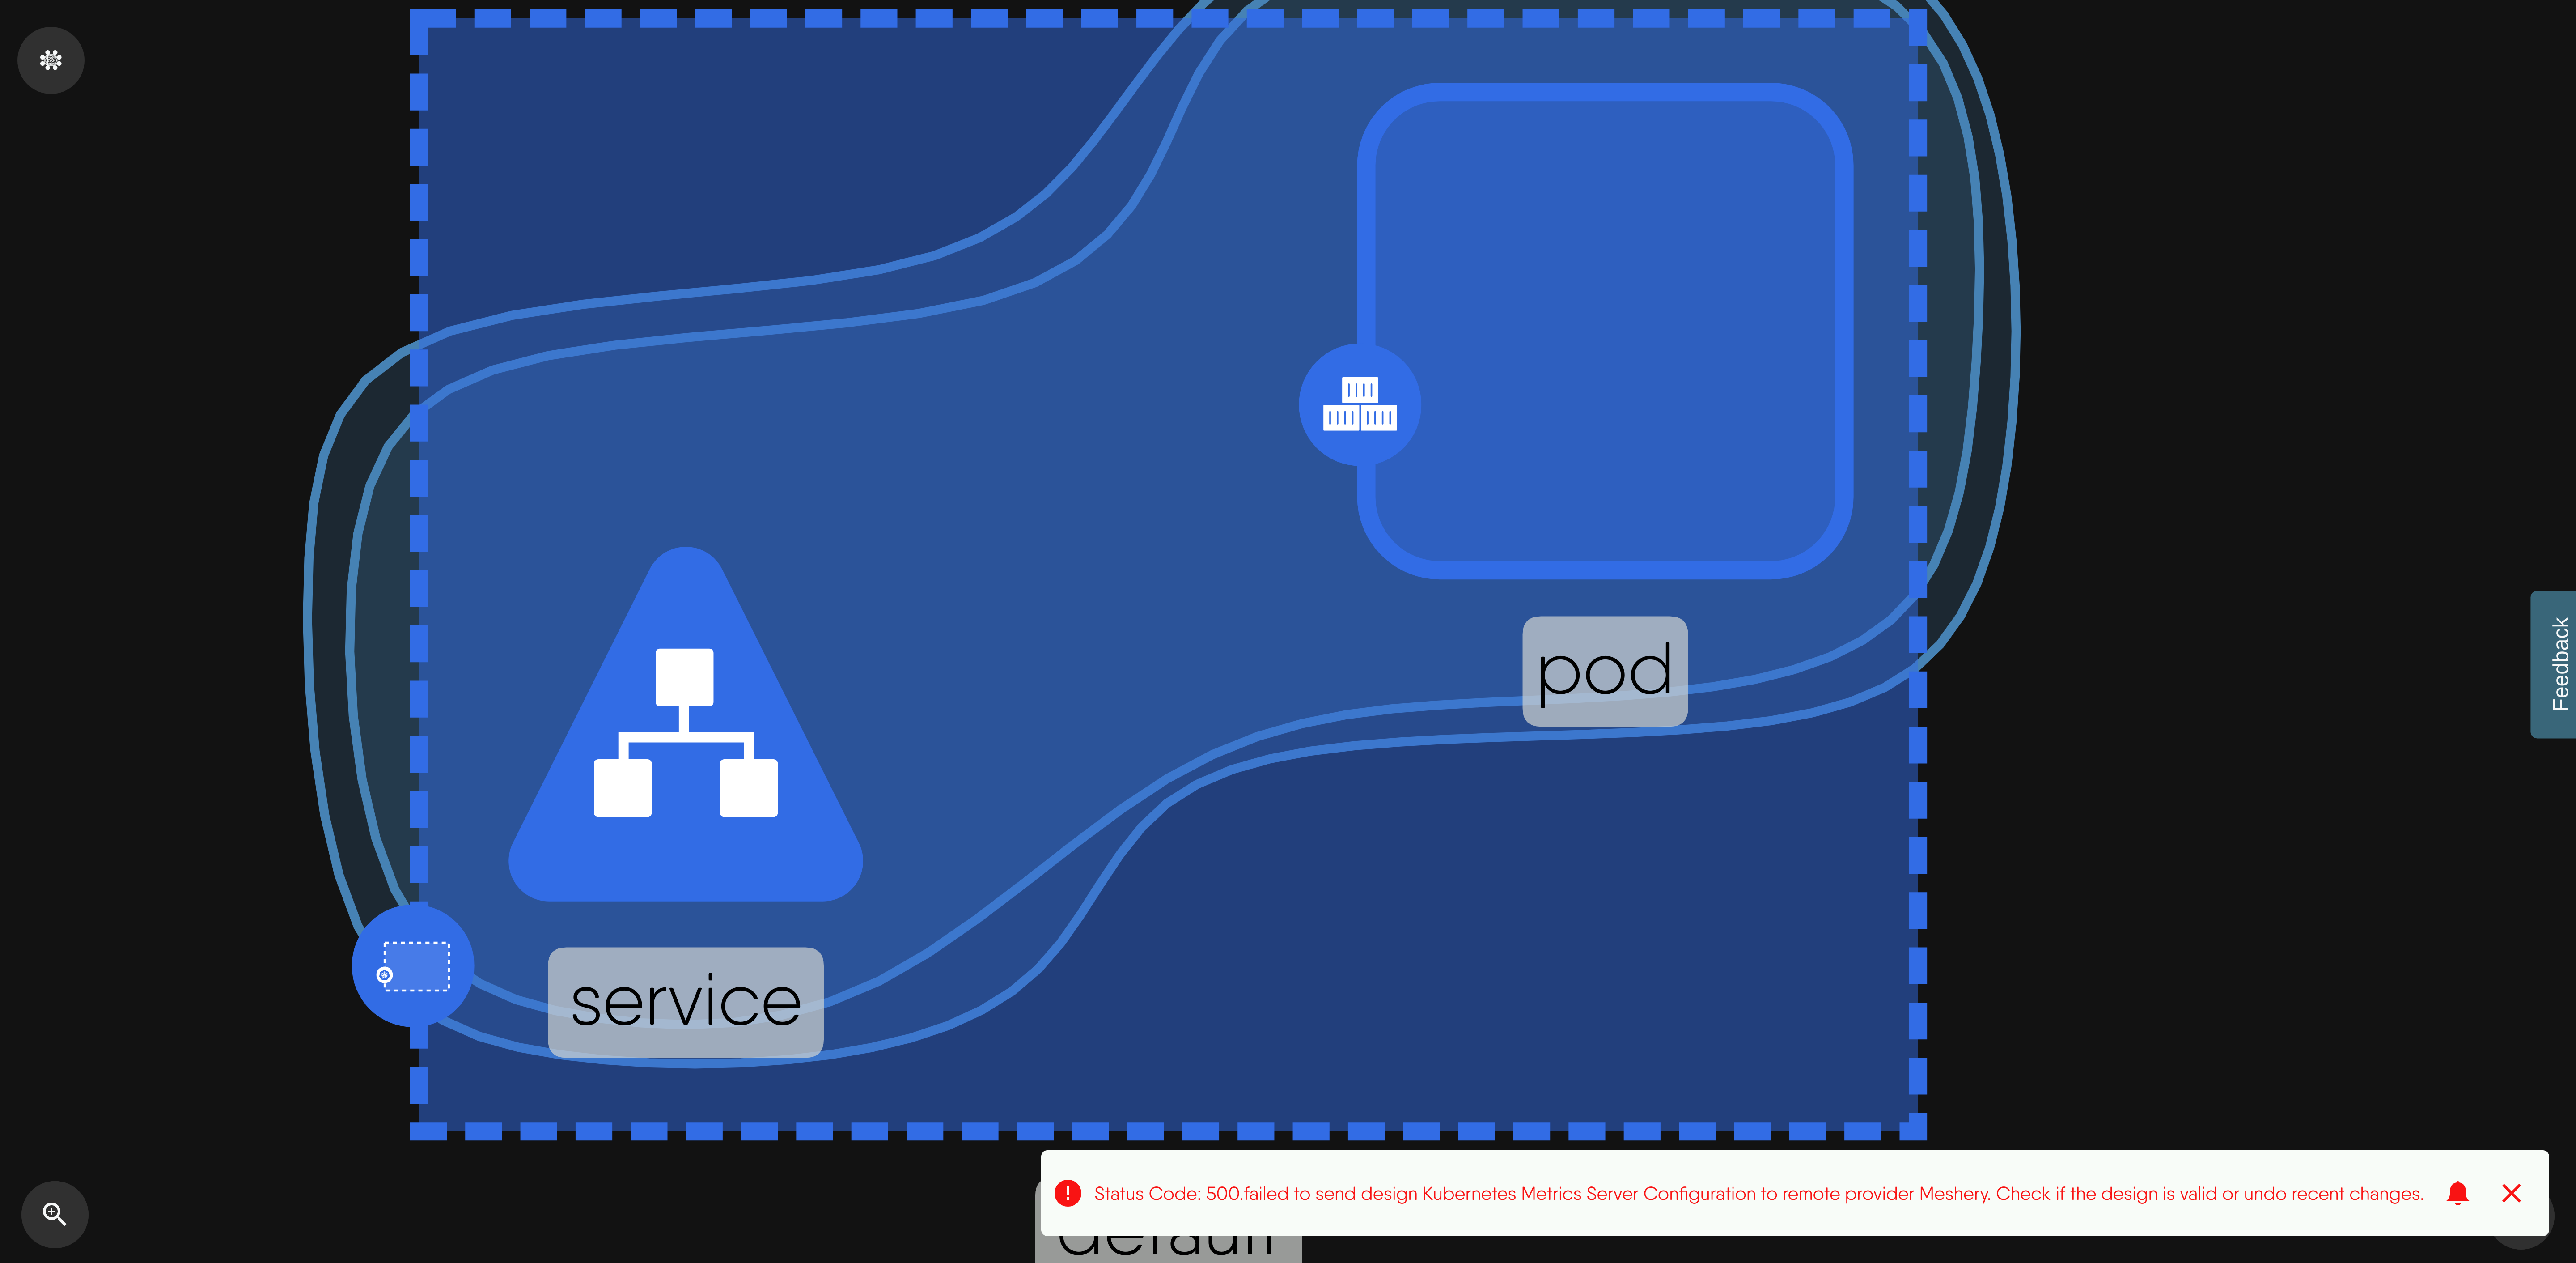 pod
Feedback
service
Status Code: 500.failed to send design Kubernetes Metrics Server Configuration to remote provider Meshery. Check if the design is valid or undo recent changes.
default